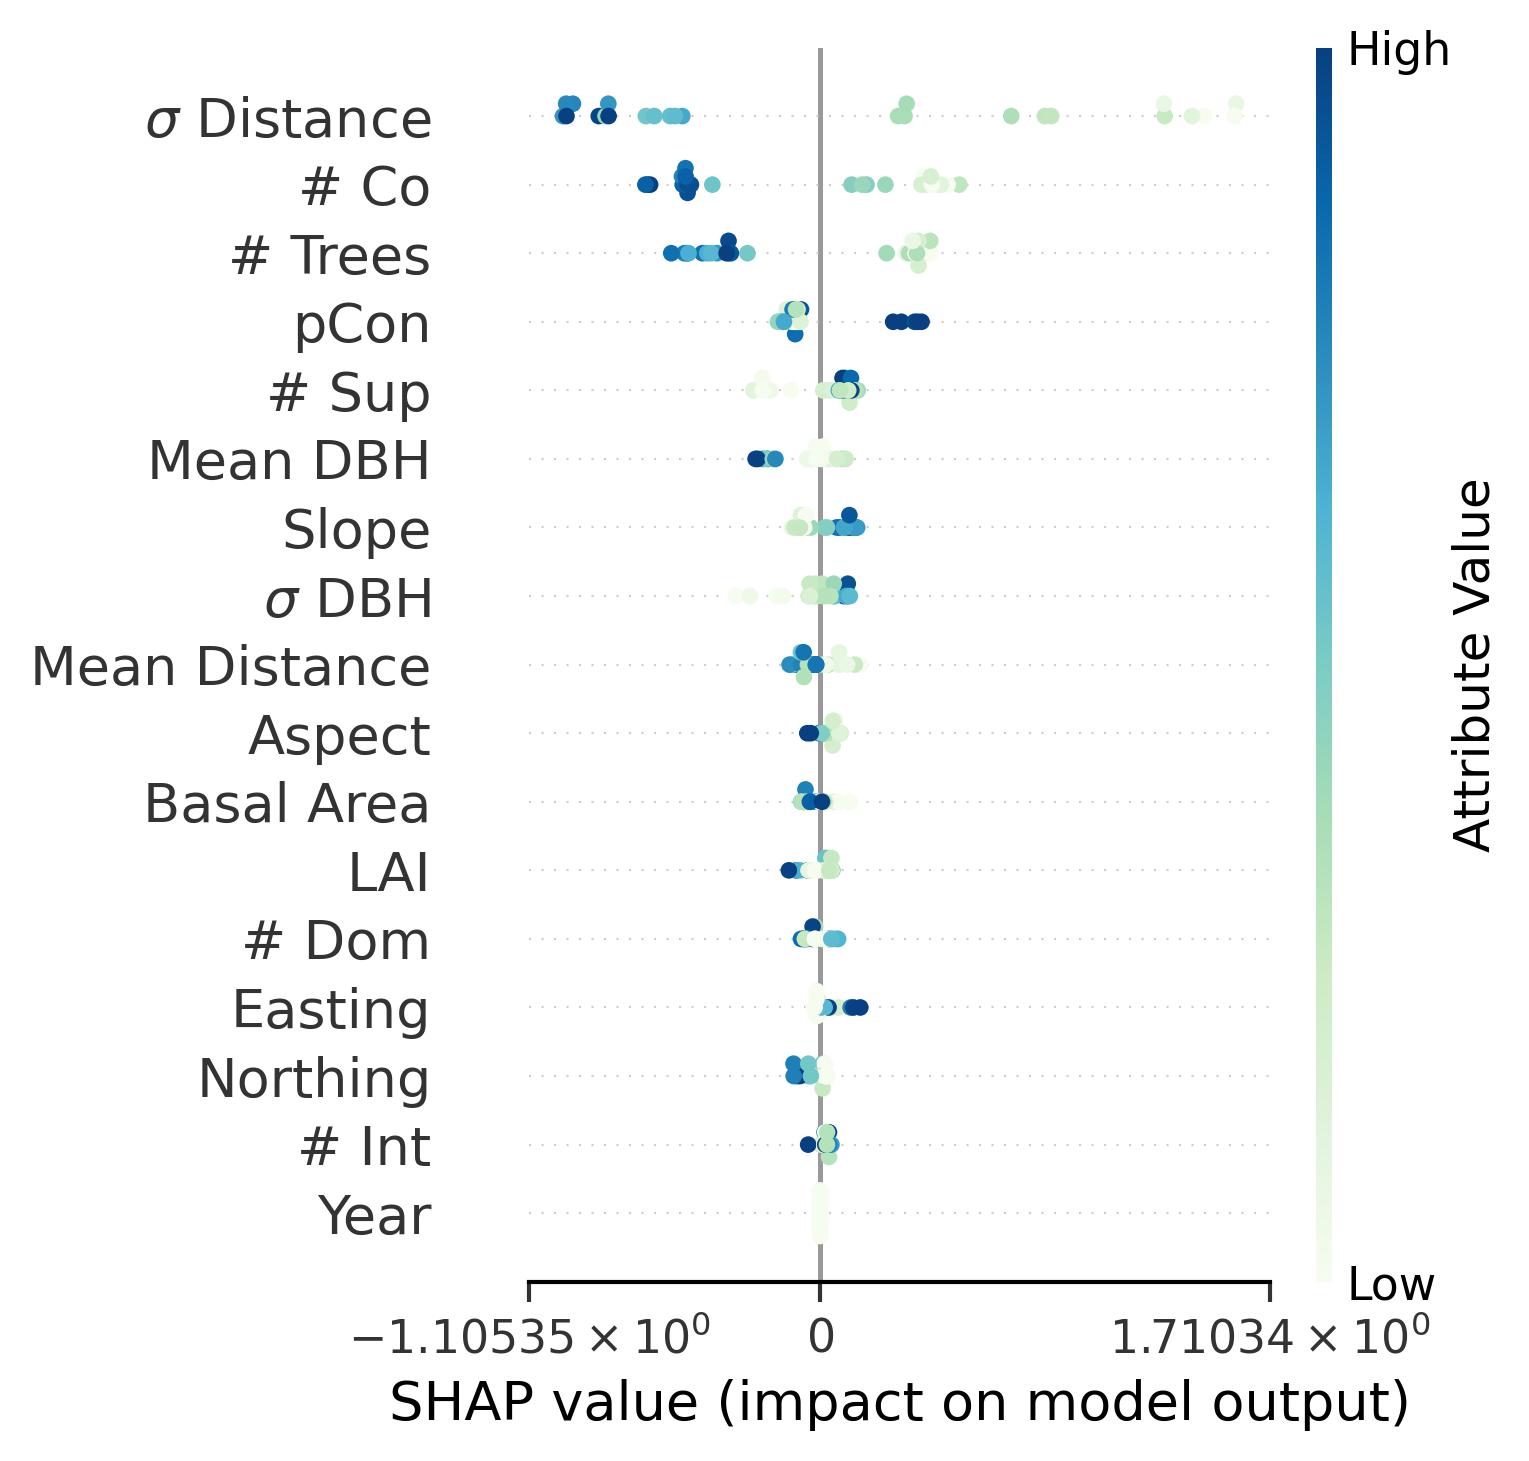 High
σ Distance
# Co
# Trees
pCon
# Sup
Mean DBH
Slope
σ DBH
Mean Distance
Aspect
Basal Area
LAI
# Dom
Easting
Northing
# Int
Year
Attribute Value
Low
−1.10535 × 10⁰ 0 1.71034 × 10⁰
SHAP value (impact on model output)